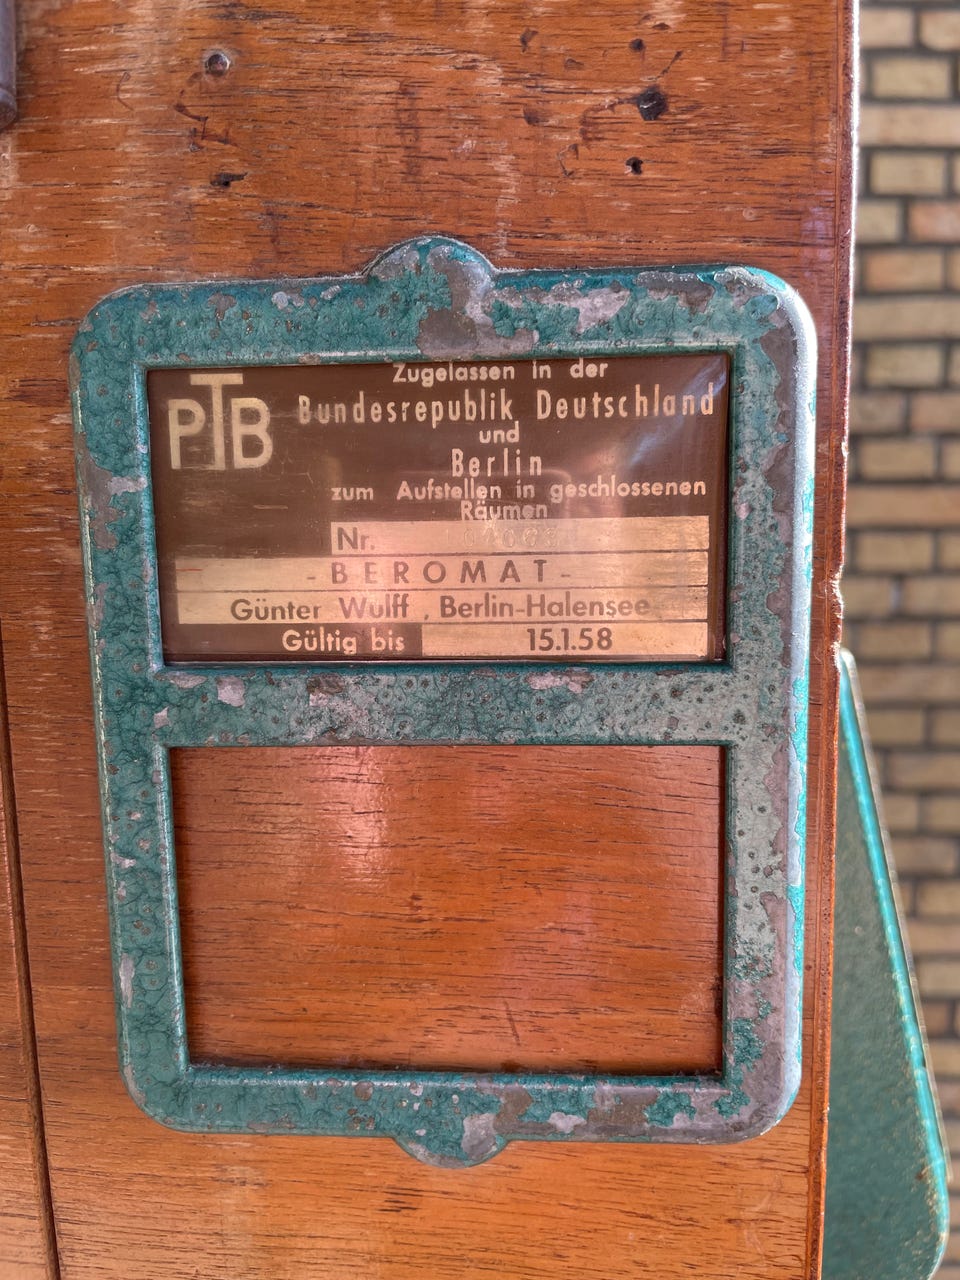 PTB
Zugelassen in der
Bundesrepublik Deutschland
und
Berlin
zum Aufstellen in geschlossenen
Räumen
Nr.
- BEROMAT -
Günter Wulff, Berlin-Halensee
Gültig bis 15.1.58